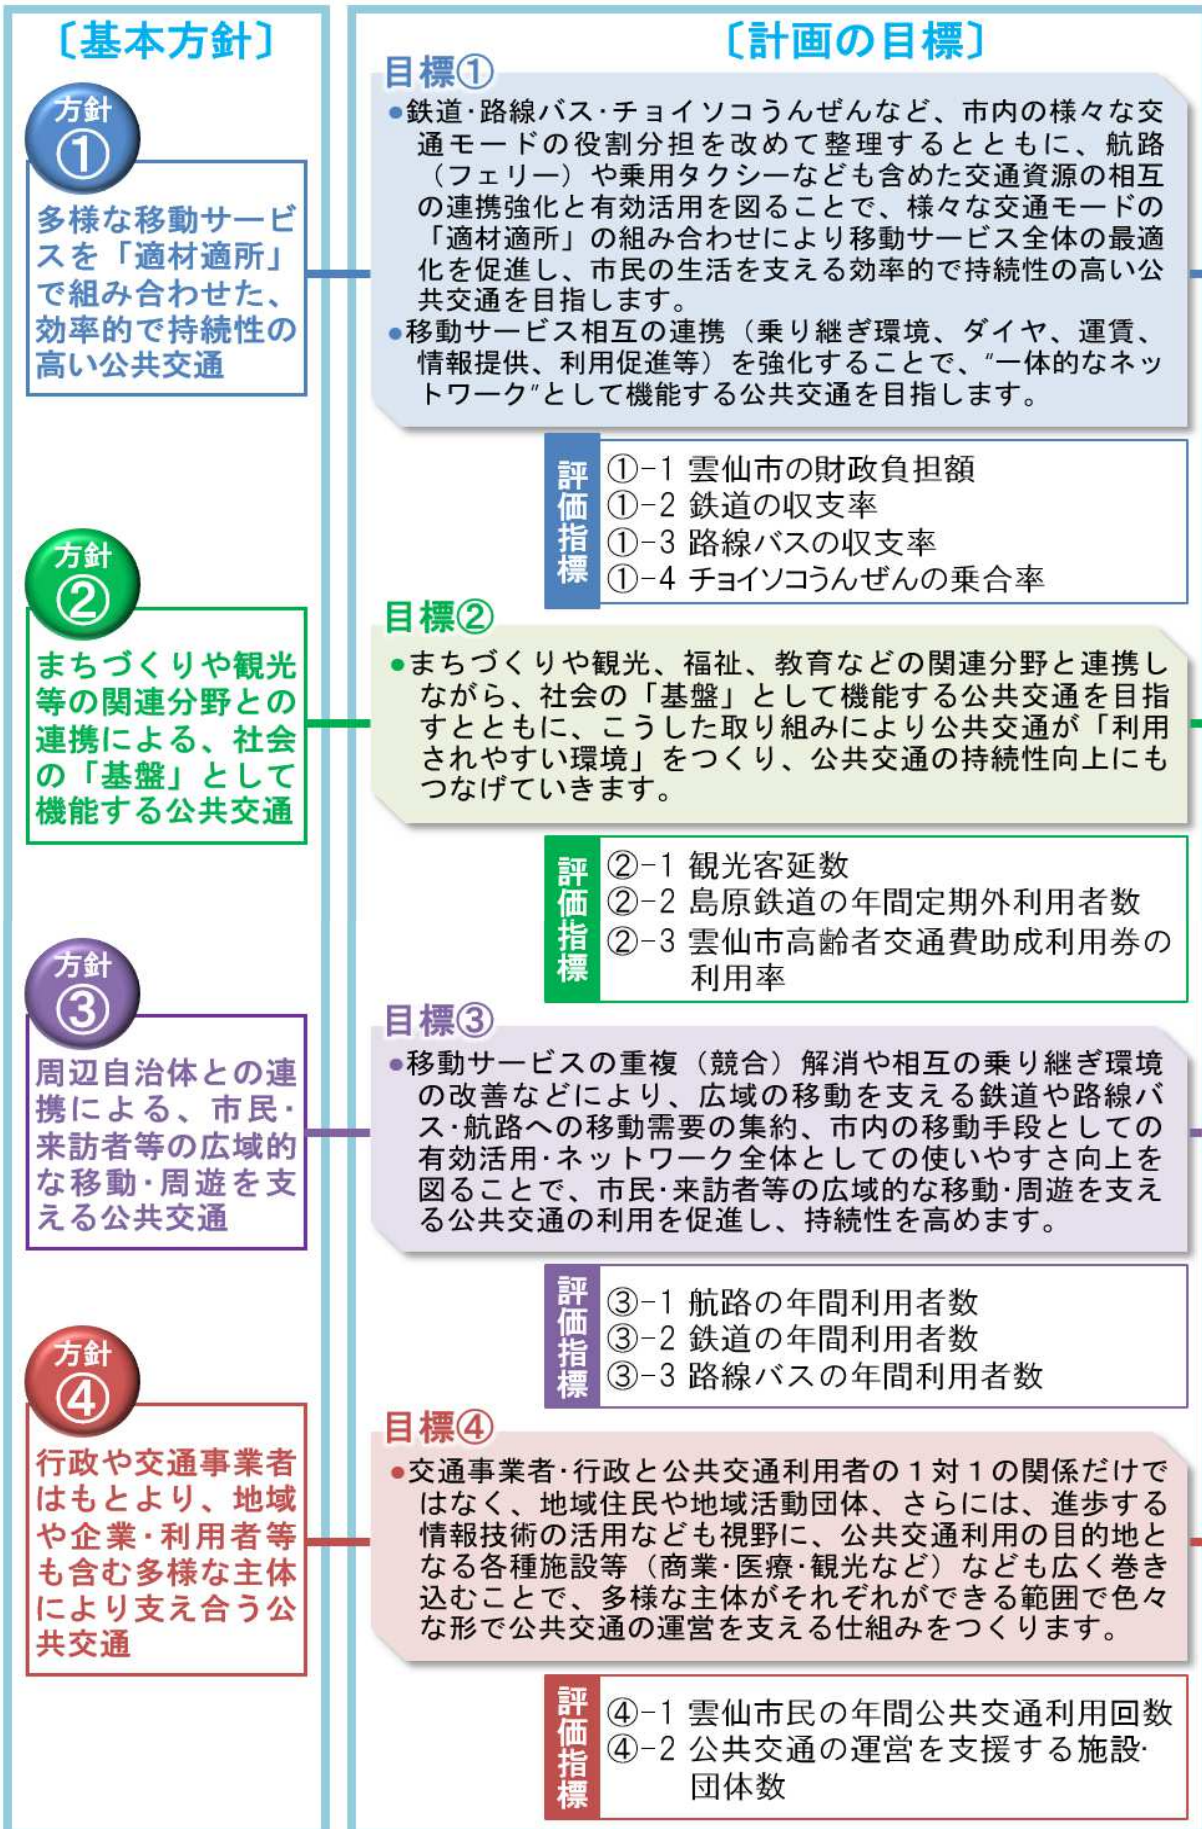 〔基本方針〕
〔計画の目標〕
方針
①
多様な移動サービ
スを「適材適所」
で組み合わせた、
効率的で持続性の
高い公共交通
目標①
●鉄道･路線バス･チョイソコうんぜんなど、市内の様々な交
通モードの役割分担を改めて整理するとともに、航路
（フェリー）や乗用タクシーなども含めた交通資源の相互
の連携強化と有効活用を図ることで、様々な交通モードの
「適材適所」の組み合わせにより移動サービス全体の最適
化を促進し、市民の生活を支える効率的で持続性の高い公
共交通を目指します。
●移動サービス相互の連携（乗り継ぎ環境、ダイヤ、運賃、
情報提供、利用促進等）を強化することで、“一体的なネッ
トワーク”として機能する公共交通を目指します。
評価指標
①-1 雲仙市の財政負担額
①-2 鉄道の収支率
①-3 路線バスの収支率
①-4 チョイソコうんぜんの乗合率
方針
②
まちづくりや観光
等の関連分野との
連携による、社会
の「基盤」として
機能する公共交通
目標②
●まちづくりや観光、福祉、教育などの関連分野と連携し
ながら、社会の「基盤」として機能する公共交通を目指
すとともに、こうした取り組みにより公共交通が「利用
されやすい環境」をつくり、公共交通の持続性向上にも
つなげていきます。
評価指標
②-1 観光客延数
②-2 島原鉄道の年間定期外利用者数
②-3 雲仙市高齢者交通費助成利用券の
利用率
方針
③
周辺自治体との連
携による、市民･
来訪者等の広域的
な移動･周遊を支
える公共交通
目標③
●移動サービスの重複（競合）解消や相互の乗り継ぎ環境
の改善などにより、広域の移動を支える鉄道や路線バ
ス･航路への移動需要の集約、市内の移動手段としての
有効活用･ネットワーク全体としての使いやすさ向上を
図ることで、市民･来訪者等の広域的な移動･周遊を支え
る公共交通の利用を促進し、持続性を高めます。
評価指標
③-1 航路の年間利用者数
③-2 鉄道の年間利用者数
③-3 路線バスの年間利用者数
方針
④
行政や交通事業者
はもとより、地域
や企業･利用者等
も含む多様な主体
により支え合う公
共交通
目標④
●交通事業者･行政と公共交通利用者の１対１の関係だけで
はなく、地域住民や地域活動団体、さらには、進歩する
情報技術の活用なども視野に、公共交通利用の目的地と
なる各種施設等（商業･医療･観光など）なども広く巻き
込むことで、多様な主体がそれぞれができる範囲で色々
な形で公共交通の運営を支える仕組みをつくります。
評価指標
④-1 雲仙市民の年間公共交通利用回数
④-2 公共交通の運営を支援する施設･
団体数